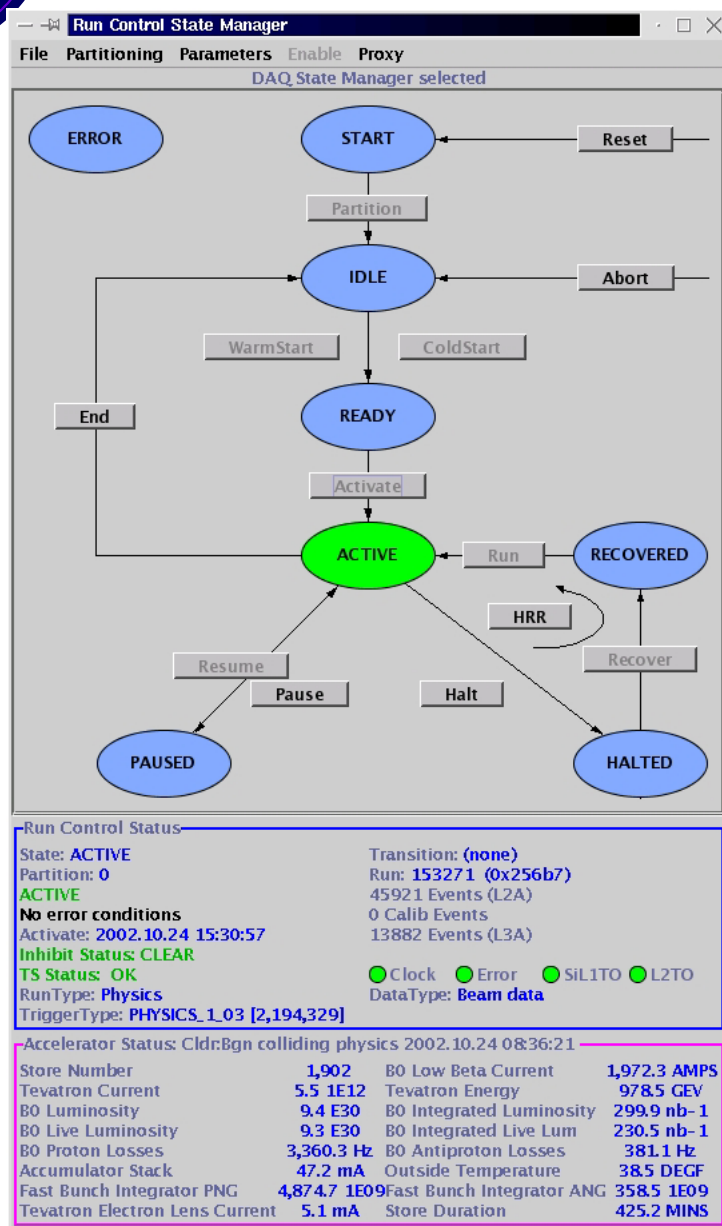 Run Control State Manager
File Partitioning Parameters Enable Proxy
DAQ State Manager selected
ERROR START Reset
Partition
IDLE Abort
WarmStart ColdStart
End READY
Activate
ACTIVE Run RECOVERED
HRR
Resume Recover
Pause Halt
PAUSED HALTED
Run Control Status
State: ACTIVE Transition: (none)
Partition: 0 Run: 153271 (0x256b7)
ACTIVE 45921 Events (L2A)
No error conditions 0 Calib Events
Activate: 2002.10.24 15:30:57 13882 Events (L3A)
Inhibit Status: CLEAR
TS Status: OK Clock Error SiL1TO L2TO
RunType: Physics DataType: Beam data
TriggerType: PHYSICS_1_03 [2,194,329]
Accelerator Status: Cldr:Bgn colliding physics 2002.10.24 08:36:21
Store Number 1,902 B0 Low Beta Current 1,972.3 AMPS
Tevatron Current 5.5 1E12 Tevatron Energy 978.5 GEV
B0 Luminosity 9.4 E30 B0 Integrated Luminosity 299.9 nb-1
B0 Live Luminosity 9.3 E30 B0 Integrated Live Lum 230.5 nb-1
B0 Proton Losses 3,360.3 Hz B0 Antiproton Losses 381.1 Hz
Accumulator Stack 47.2 mA Outside Temperature 38.5 DEGF
Fast Bunch Integrator PNG 4,874.7 1E09 Fast Bunch Integrator ANG 358.5 1E09
Tevatron Electron Lens Current 5.1 mA Store Duration 425.2 MINS